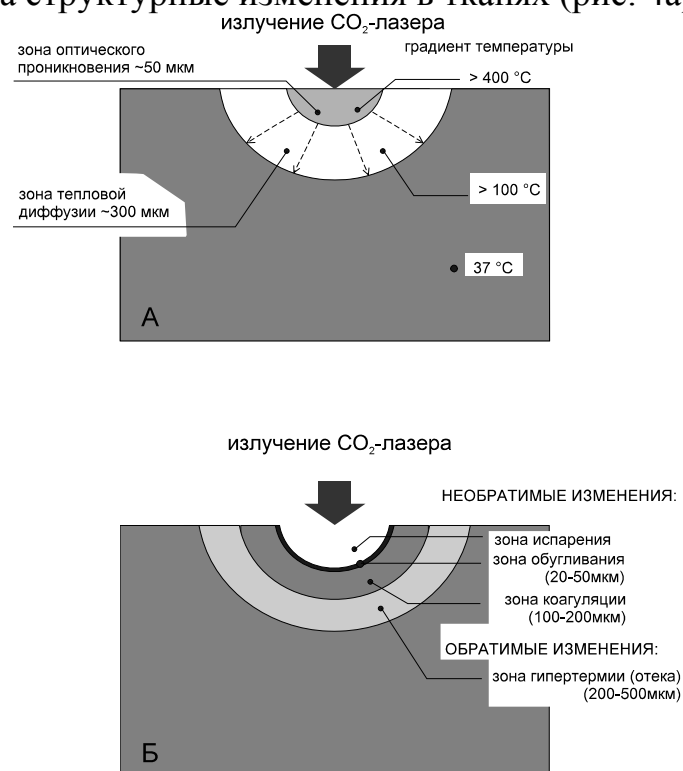 а структурные изменения в тканях (рис. 4а,
излучение CO₂-лазера
зона оптического
проникновения ~50 мкм
градиент температуры
> 400 °C
зона тепловой
диффузии ~300 мкм
> 100 °C
37 °C
А
излучение CO₂-лазера
НЕОБРАТИМЫЕ ИЗМЕНЕНИЯ:
зона испарения
зона обугливания
(20-50мкм)
зона коагуляции
(100-200мкм)
ОБРАТИМЫЕ ИЗМЕНЕНИЯ:
зона гипертермии (отека)
(200-500мкм)
Б